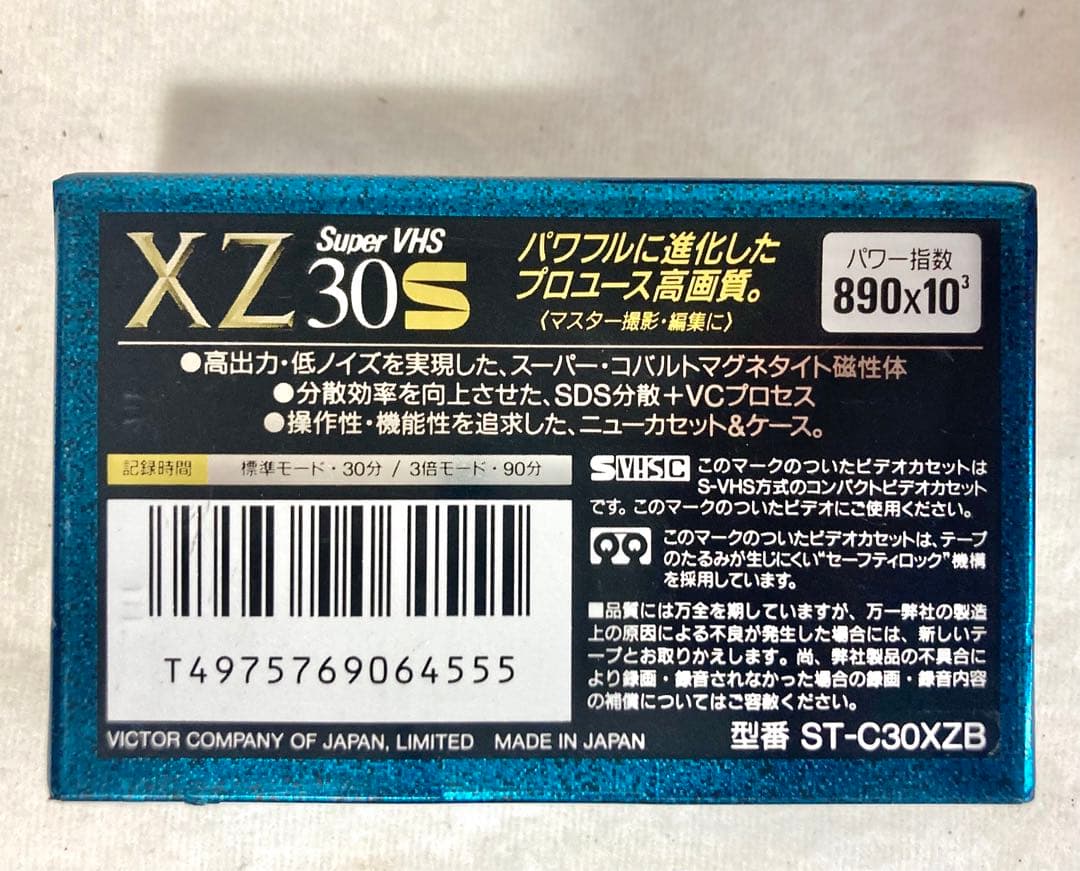 XZ Super VHS 30S
パワフルに進化した
プロユース高画質。
〈マスター撮影・編集に〉
パワー指数
890x10³
●高出力・低ノイズを実現した、スーパー・コバルトマグネタイト磁性体
●分散効率を向上させた、SDS分散＋VCプロセス
●操作性・機能性を追求した、ニューカセット&ケース。
記録時間 標準モード・30分 / 3倍モード・90分
SVHSC このマークのついたビデオカセットは
S-VHS方式のコンパクトビデオカセット
です。このマークのついたビデオにご使用ください。
このマークのついたビデオカセットは、テープ
のたるみが生じにくい“セーフティロック”機構
を採用しています。
■品質には万全を期していますが、万一弊社の製造
上の原因による不良が発生した場合には、新しいテ
ープとお取りかえします。尚、弊社製品の不具合に
より録画・録音されなかった場合の録画・録音内容
の補償についてはご容赦ください。
T4975769064555
VICTOR COMPANY OF JAPAN, LIMITED MADE IN JAPAN
型番 ST-C30XZB